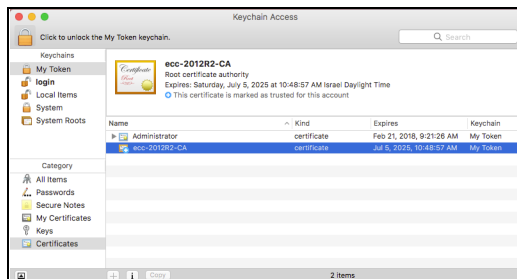 Keychain Access
Click to unlock the My Token keychain.
Search
Keychains
My Token
login
Local Items
System
System Roots
Category
All Items
Passwords
Secure Notes
My Certificates
Keys
Certificates
Certificate
Root
ecc-2012R2-CA
Root certificate authority
Expires: Saturday, July 5, 2025 at 10:48:57 AM Israel Daylight Time
This certificate is marked as trusted for this account
Name Kind Expires Keychain
Administrator certificate Feb 21, 2018, 9:21:26 AM My Token
ecc-2012R2-CA certificate Jul 5, 2025, 10:48:57 AM My Token
+ i Copy 2 items